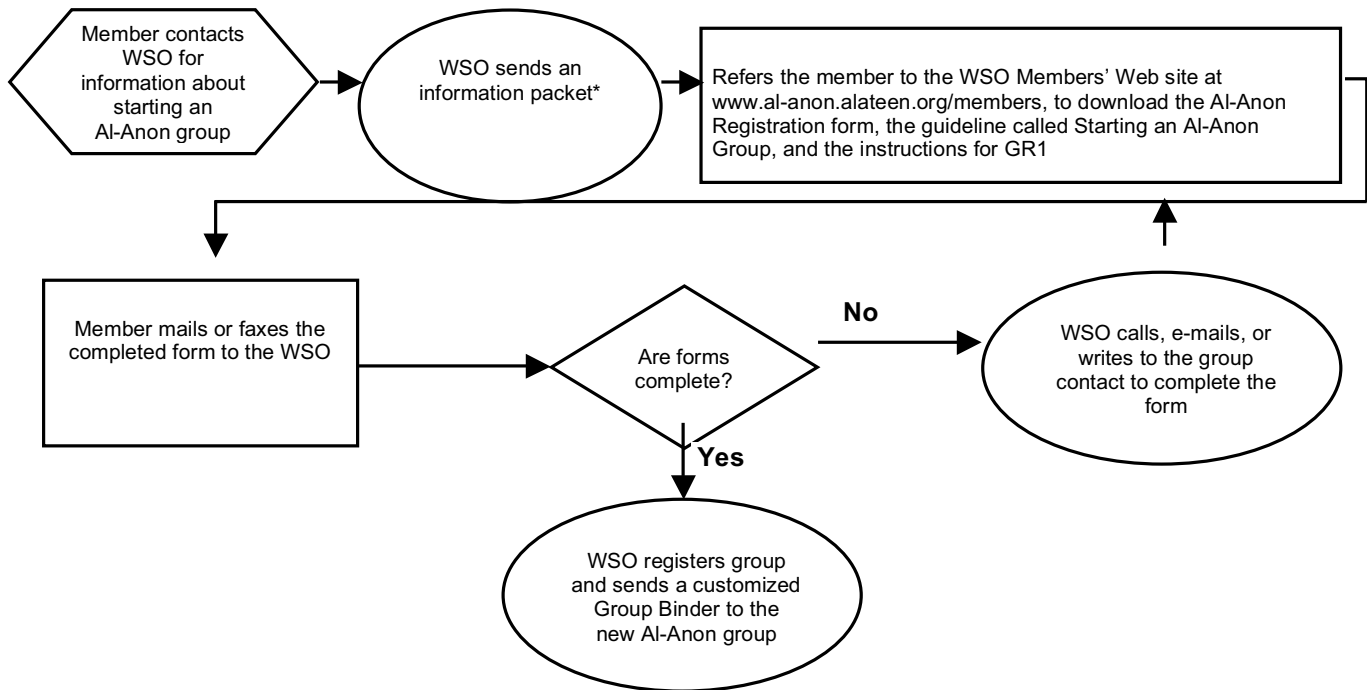 Member contacts
WSO for
information about
starting an
Al-Anon group
WSO sends an
information packet*
Refers the member to the WSO Members’ Web site at
www.al-anon.alateen.org/members, to download the Al-Anon
Registration form, the guideline called Starting an Al-Anon
Group, and the instructions for GR1
Member mails or faxes the
completed form to the WSO
Are forms
complete?
No
WSO calls, e-mails, or
writes to the group
contact to complete the
form
Yes
WSO registers group
and sends a customized
Group Binder to the
new Al-Anon group